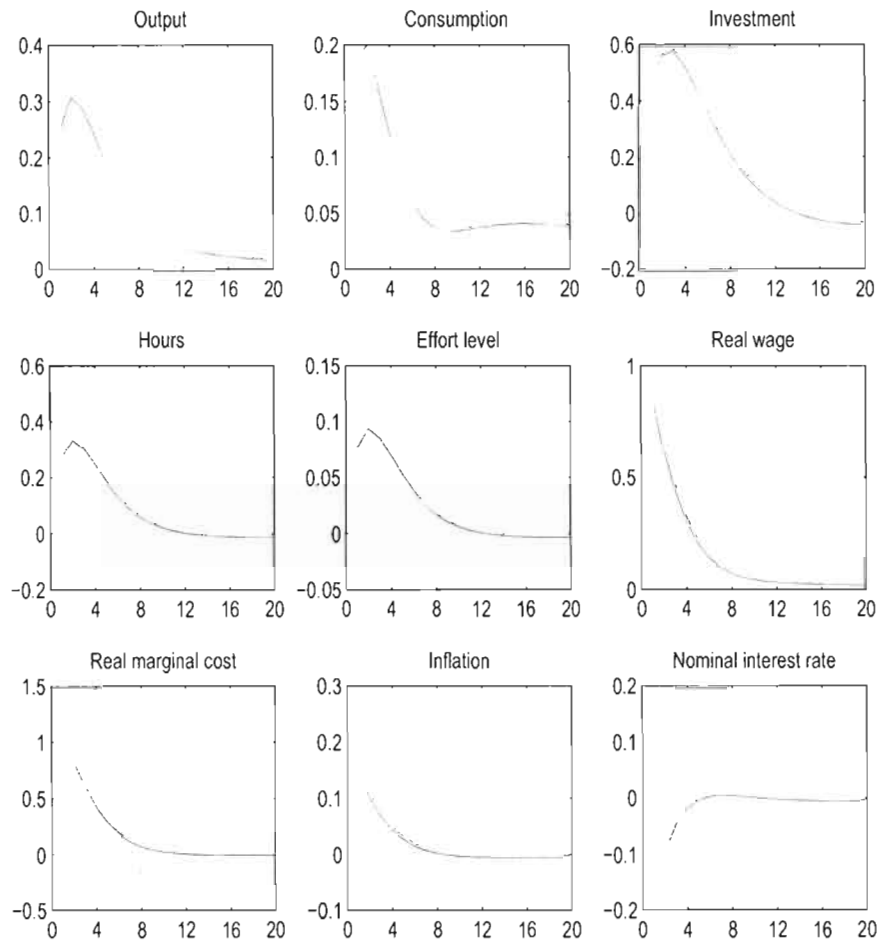 Output Consumption Investment
0.4 0.2 0.6
0.3 0.15 0.4
0.2 0.1 0.2
0.1 0.05 0
0 0 −0.2
0 4 8 12 16 20 0 4 8 12 16 20 0 4 8 12 16 20
Hours Effort level Real wage
0.6 0.15 1
0.4 0.1
0.2 0.05 0.5
0 0
−0.2 −0.05 0
0 4 8 12 16 20 0 4 8 12 16 20 0 4 8 12 16 20
Real marginal cost Inflation Nominal interest rate
1.5 0.3 0.2
1 0.2 0.1
0.5 0.1 0
0 0 −0.1
−0.5 −0.1 −0.2
0 4 8 12 16 20 0 4 8 12 16 20 0 4 8 12 16 20